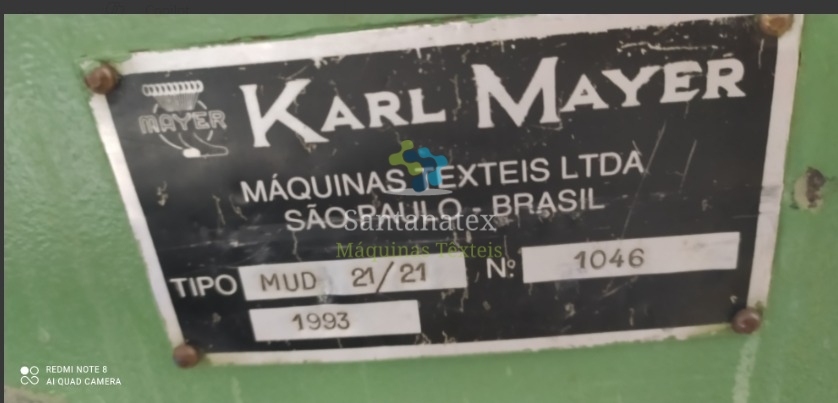 MAYER
KARL MAYER
MÁQUINAS TEXTEIS LTDA
SÃO PAULO - BRASIL
Santanatex
Máquinas Têxteis
TIPO MUD 21/21 Nº 1046
1993
REDMI NOTE 8
AI QUAD CAMERA